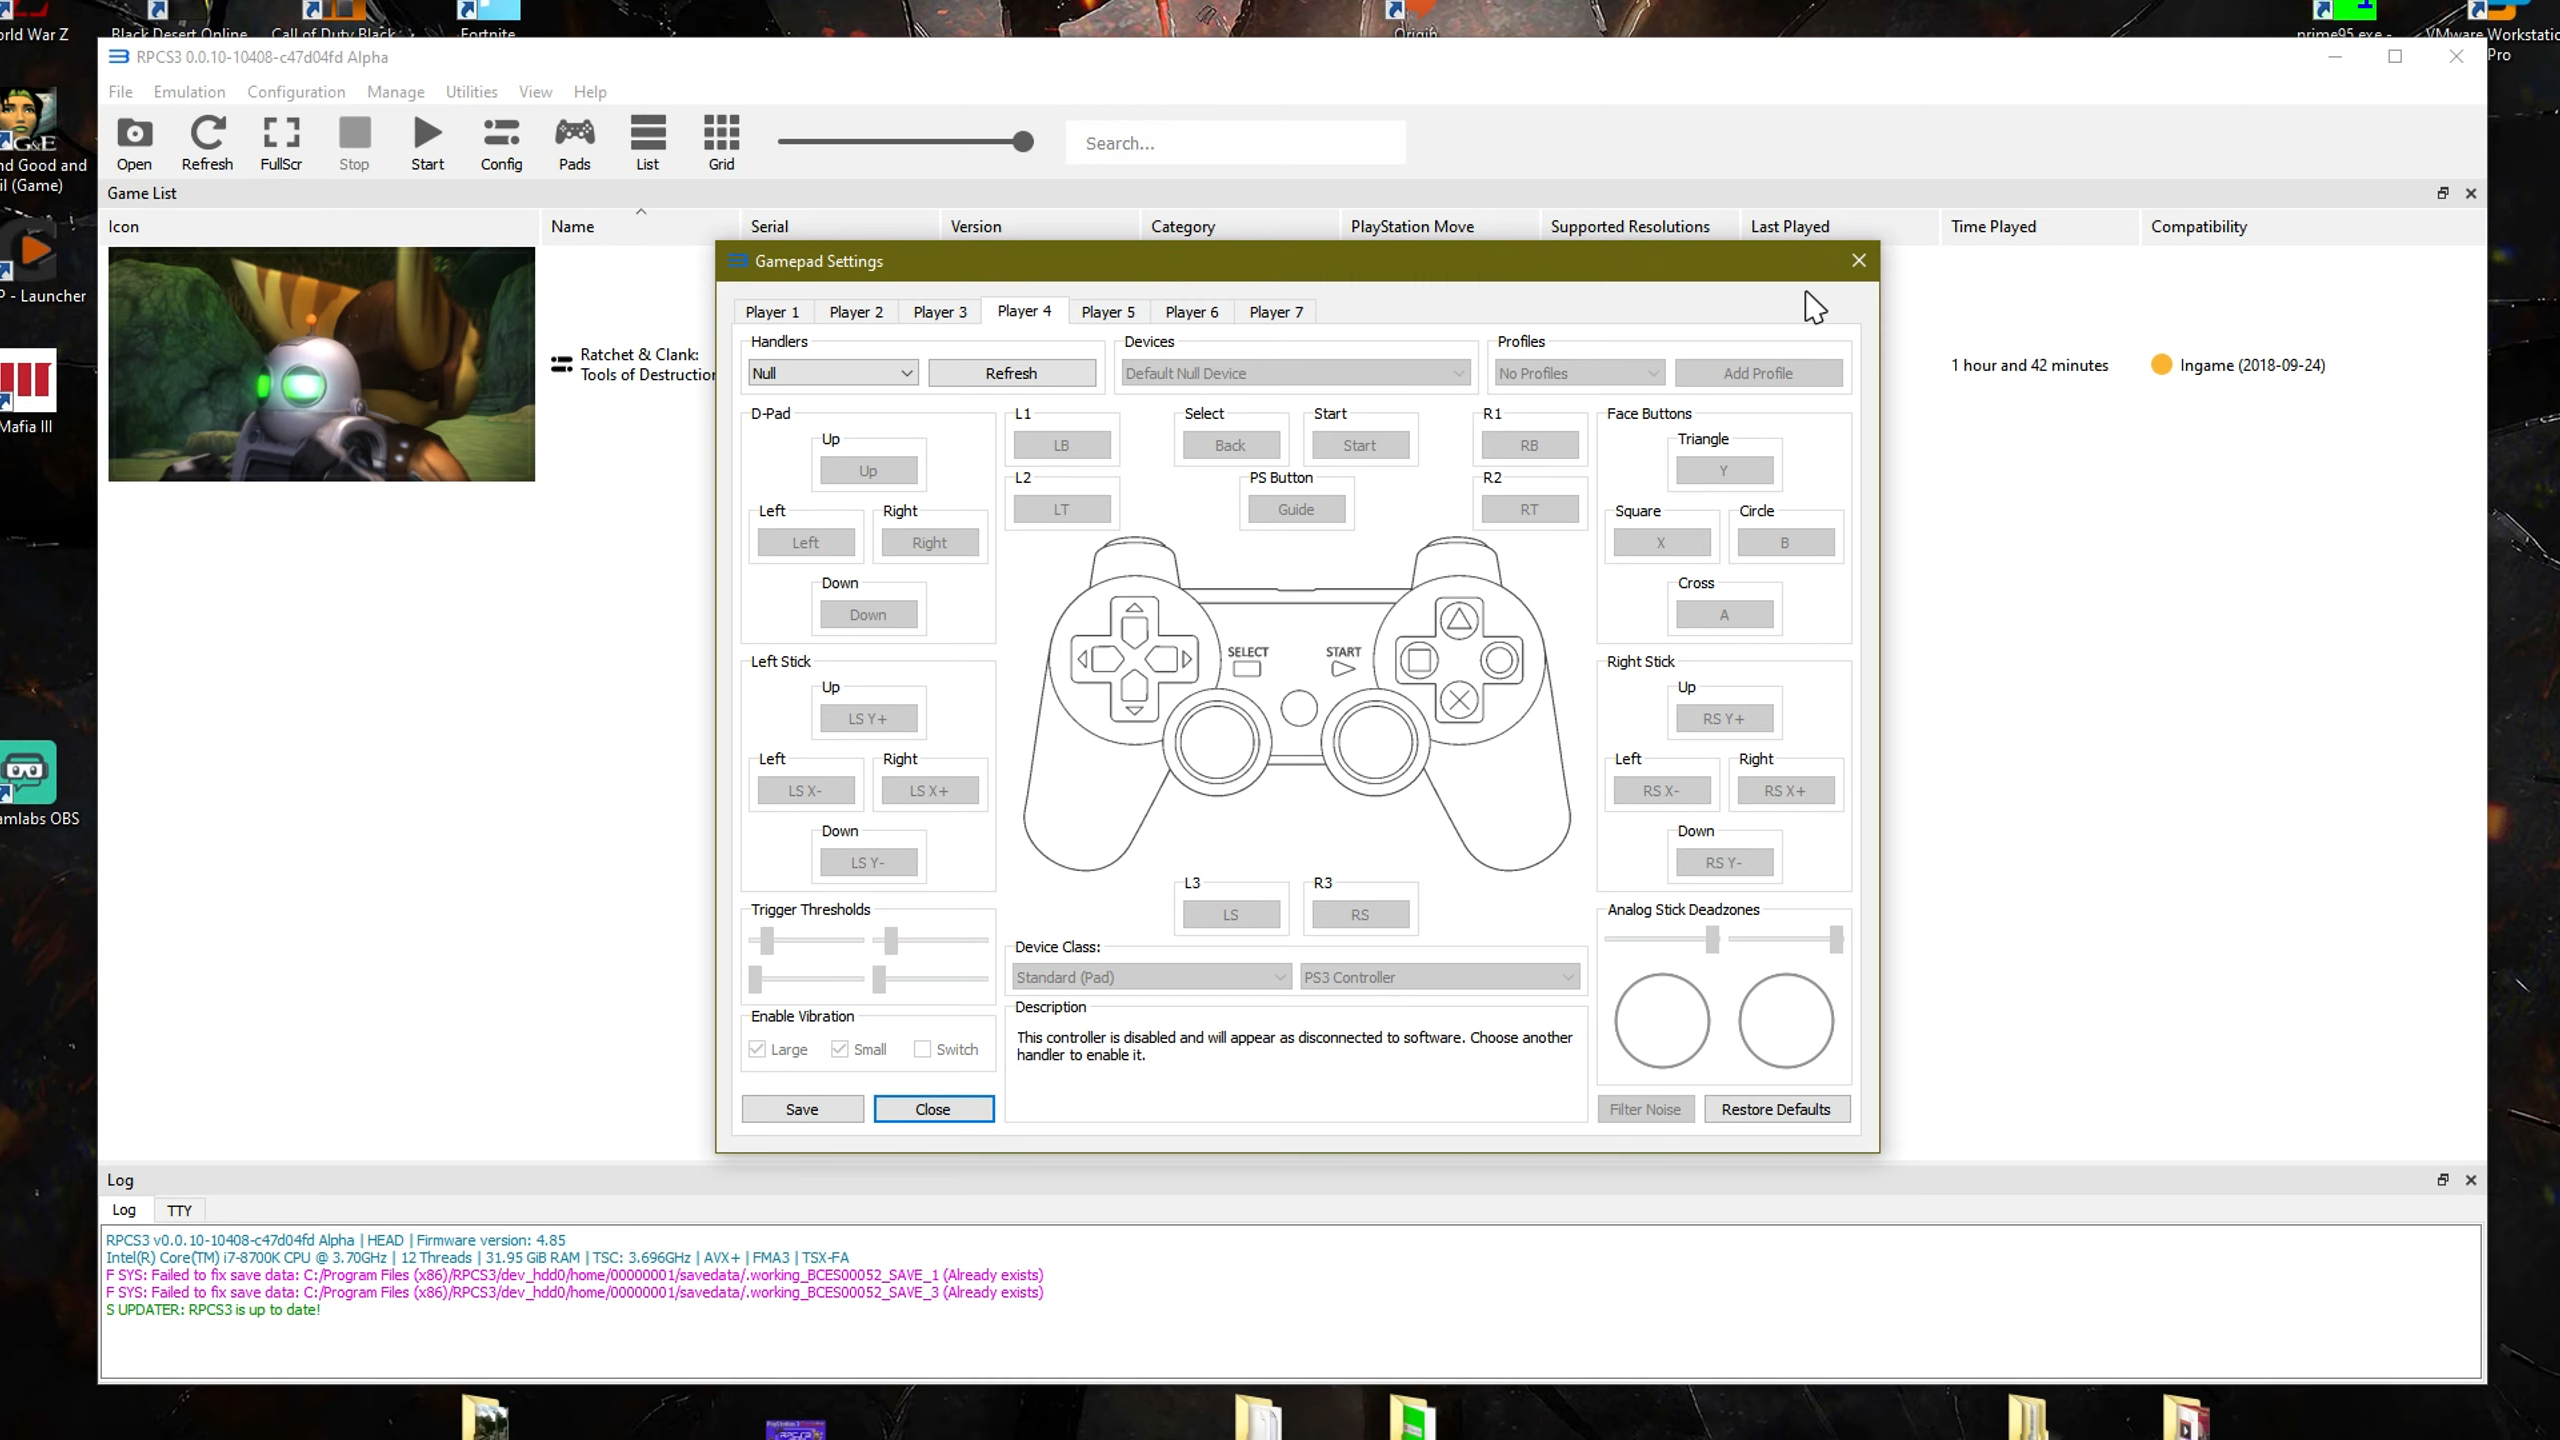 orld War Z
Black Desert Online
Call of Duty Black
Fortnite
Origin
prime95.exe -
VMware Workstatio
Pro
RPCS3 0.0.10-10408-c47d04fd Alpha
File Emulation Configuration Manage Utilities View Help
Open Refresh FullScr Stop Start Config Pads List Grid
Search...
Game List
Icon Name Serial Version Category PlayStation Move Supported Resolutions Last Played Time Played Compatibility
G&E
nd Good and
il (Game)
P - Launcher
Mafia III
amlabs OBS
Ratchet & Clank:
Tools of Destruction
1 hour and 42 minutes
Ingame (2018-09-24)
Gamepad Settings
Player 1 Player 2 Player 3 Player 4 Player 5 Player 6 Player 7
Handlers Devices Profiles
Null Refresh Default Null Device No Profiles Add Profile
D-Pad L1 Select Start R1 Face Buttons
Up LB Back Start RB Triangle
Up Y
L2 PS Button R2
Left Right LT Guide RT Square Circle
Left Right X B
Down Cross
Down A
SELECT START
Left Stick Right Stick
Up Up
LS Y+ RS Y+
Left Right Left Right
LS X- LS X+ RS X- RS X+
Down Down
LS Y- RS Y-
L3 R3
LS RS
Trigger Thresholds Analog Stick Deadzones
Device Class:
Standard (Pad) PS3 Controller
Enable Vibration
Large Small Switch
Description
This controller is disabled and will appear as disconnected to software. Choose another
handler to enable it.
Save Close Filter Noise Restore Defaults
Log
Log TTY
RPCS3 v0.0.10-10408-c47d04fd Alpha | HEAD | Firmware version: 4.85
Intel(R) Core(TM) i7-8700K CPU @ 3.70GHz | 12 Threads | 31.95 GiB RAM | TSC: 3.696GHz | AVX+ | FMA3 | TSX-FA
F SYS: Failed to fix save data: C:/Program Files (x86)/RPCS3/dev_hdd0/home/00000001/savedata/.working_BCES00052_SAVE_1 (Already exists)
F SYS: Failed to fix save data: C:/Program Files (x86)/RPCS3/dev_hdd0/home/00000001/savedata/.working_BCES00052_SAVE_3 (Already exists)
S UPDATER: RPCS3 is up to date!